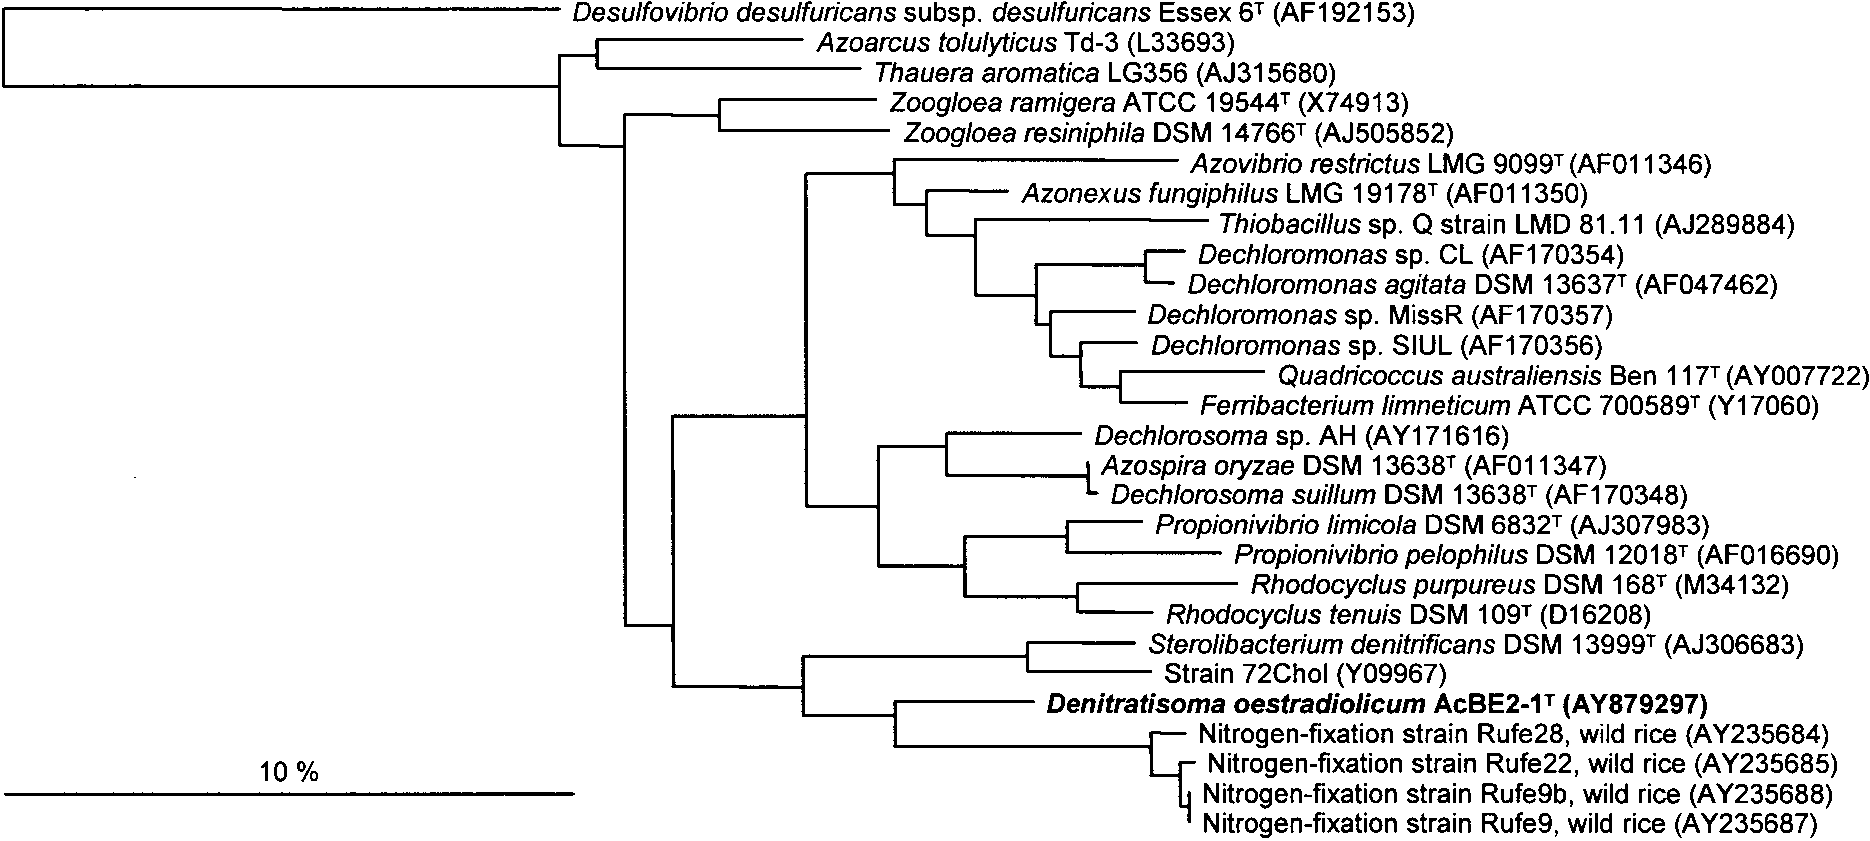 Desulfovibrio desulfuricans subsp. desulfuricans Essex 6ᵀ (AF192153)
Azoarcus tolulyticus Td-3 (L33693)
Thauera aromatica LG356 (AJ315680)
Zoogloea ramigera ATCC 19544ᵀ (X74913)
Zoogloea resiniphila DSM 14766ᵀ (AJ505852)
Azovibrio restrictus LMG 9099ᵀ (AF011346)
Azonexus fungiphilus LMG 19178ᵀ (AF011350)
Thiobacillus sp. Q strain LMD 81.11 (AJ289884)
Dechloromonas sp. CL (AF170354)
Dechloromonas agitata DSM 13637ᵀ (AF047462)
Dechloromonas sp. MissR (AF170357)
Dechloromonas sp. SIUL (AF170356)
Quadricoccus australiensis Ben 117ᵀ (AY007722)
Ferribacterium limneticum ATCC 700589ᵀ (Y17060)
Dechlorosoma sp. AH (AY171616)
Azospira oryzae DSM 13638ᵀ (AF011347)
Dechlorosoma suillum DSM 13638ᵀ (AF170348)
Propionivibrio limicola DSM 6832ᵀ (AJ307983)
Propionivibrio pelophilus DSM 12018ᵀ (AF016690)
Rhodocyclus purpureus DSM 168ᵀ (M34132)
Rhodocyclus tenuis DSM 109ᵀ (D16208)
Sterolibacterium denitrificans DSM 13999ᵀ (AJ306683)
Strain 72Chol (Y09967)
Denitratisoma oestradiolicum AcBE2-1ᵀ (AY879297)
Nitrogen-fixation strain Rufe28, wild rice (AY235684)
Nitrogen-fixation strain Rufe22, wild rice (AY235685)
Nitrogen-fixation strain Rufe9b, wild rice (AY235688)
Nitrogen-fixation strain Rufe9, wild rice (AY235687)
10 %